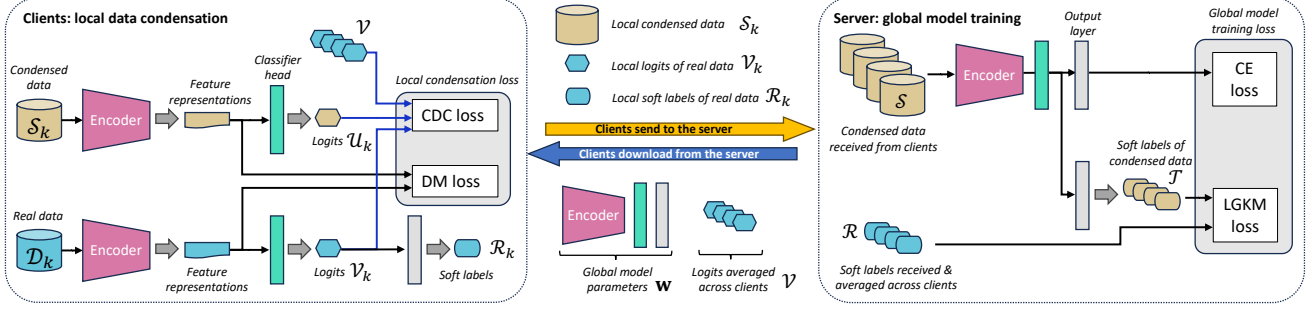 Clients: local data condensation
𝒱
Condensed
data
𝒮ₖ
Encoder
Feature
representations
Classifier
head
Logits 𝒰ₖ
Local condensation loss
CDC loss
DM loss
Real data
𝒟ₖ
Encoder
Feature
representations
Logits 𝒱ₖ
Soft labels
ℛₖ
Local condensed data 𝒮ₖ
Local logits of real data 𝒱ₖ
Local soft labels of real data ℛₖ
Clients send to the server
Clients download from the server
Global model
parameters 𝐰
Logits averaged
across clients 𝒱
Server: global model training
𝒮
Condensed data
received from clients
Encoder
Output
layer
Global model
training loss
CE
loss
Soft labels of
condensed data
𝒯
LGKM
loss
ℛ
Soft labels received &
averaged across clients